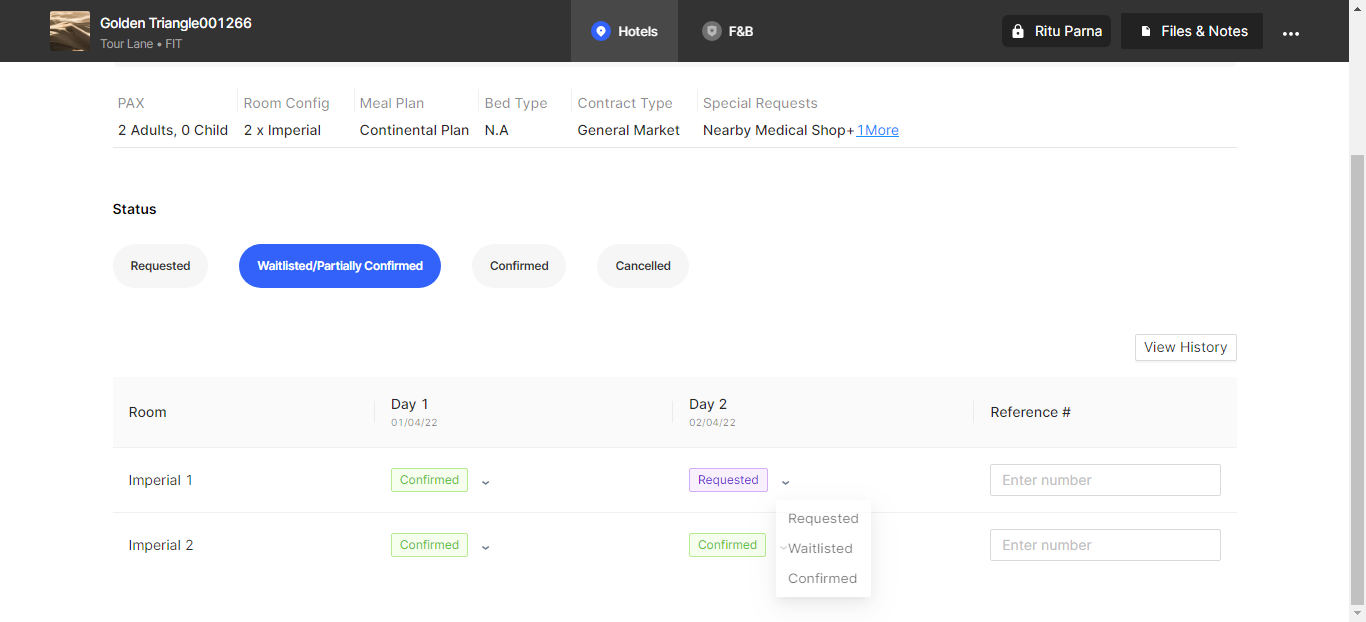 Golden Triangle001266
Tour Lane • FIT
Hotels
F&B
Ritu Parna
Files & Notes
PAX
Room Config
Meal Plan
Bed Type
Contract Type
Special Requests
2 Adults, 0 Child
2 x Imperial
Continental Plan
N.A
General Market
Nearby Medical Shop+ 1More
Status
Requested
Waitlisted/Partially Confirmed
Confirmed
Cancelled
View History
Room
Day 1
01/04/22
Day 2
02/04/22
Reference #
Imperial 1
Confirmed
Requested
Enter number
Imperial 2
Confirmed
Confirmed
Enter number
Requested
Waitlisted
Confirmed